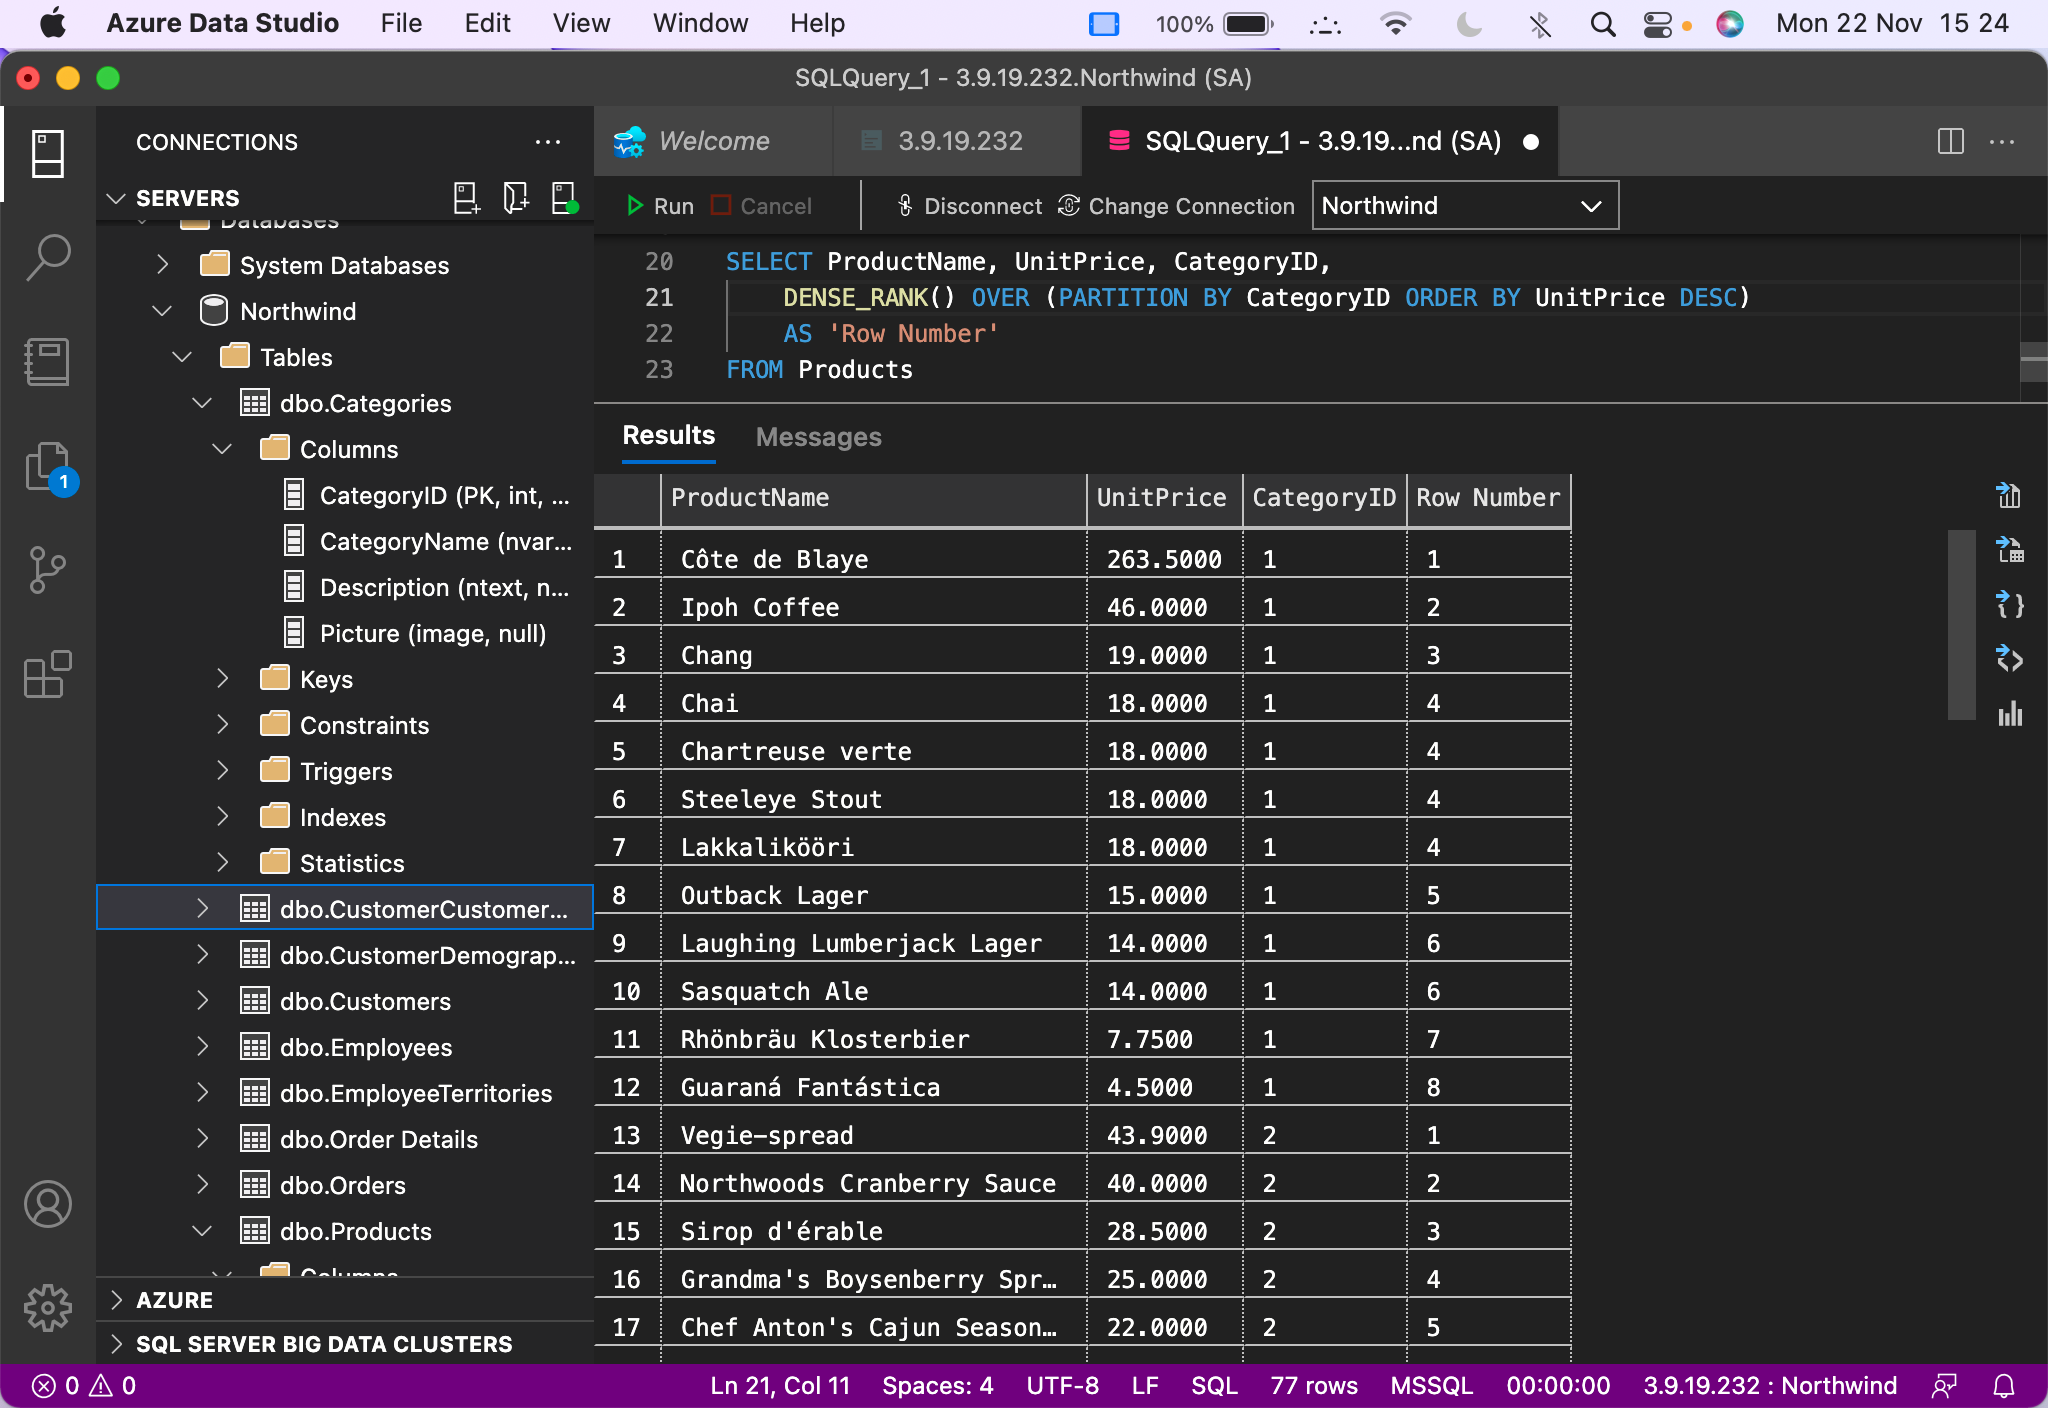 Azure Data Studio File Edit View Window Help 100% Mon 22 Nov 15 24
SQLQuery_1 - 3.9.19.232.Northwind (SA)
CONNECTIONS
SERVERS
Databases
System Databases
Northwind
Tables
dbo.Categories
Columns
CategoryID (PK, int, ...
CategoryName (nvar...
Description (ntext, n...
Picture (image, null)
Keys
Constraints
Triggers
Indexes
Statistics
dbo.CustomerCustomer...
dbo.CustomerDemograp...
dbo.Customers
dbo.Employees
dbo.EmployeeTerritories
dbo.Order Details
dbo.Orders
dbo.Products
Columns
AZURE
SQL SERVER BIG DATA CLUSTERS
1
Welcome 3.9.19.232 SQLQuery_1 - 3.9.19...nd (SA)
Run Cancel Disconnect Change Connection Northwind
20 SELECT ProductName, UnitPrice, CategoryID,
21 DENSE_RANK() OVER (PARTITION BY CategoryID ORDER BY UnitPrice DESC)
22 AS 'Row Number'
23 FROM Products
Results Messages
ProductName UnitPrice CategoryID Row Number
1 Côte de Blaye 263.5000 1 1
2 Ipoh Coffee 46.0000 1 2
3 Chang 19.0000 1 3
4 Chai 18.0000 1 4
5 Chartreuse verte 18.0000 1 4
6 Steeleye Stout 18.0000 1 4
7 Lakkalikööri 18.0000 1 4
8 Outback Lager 15.0000 1 5
9 Laughing Lumberjack Lager 14.0000 1 6
10 Sasquatch Ale 14.0000 1 6
11 Rhönbräu Klosterbier 7.7500 1 7
12 Guaraná Fantástica 4.5000 1 8
13 Vegie-spread 43.9000 2 1
14 Northwoods Cranberry Sauce 40.0000 2 2
15 Sirop d'érable 28.5000 2 3
16 Grandma's Boysenberry Spr... 25.0000 2 4
17 Chef Anton's Cajun Season... 22.0000 2 5
0 0 Ln 21, Col 11 Spaces: 4 UTF-8 LF SQL 77 rows MSSQL 00:00:00 3.9.19.232 : Northwind